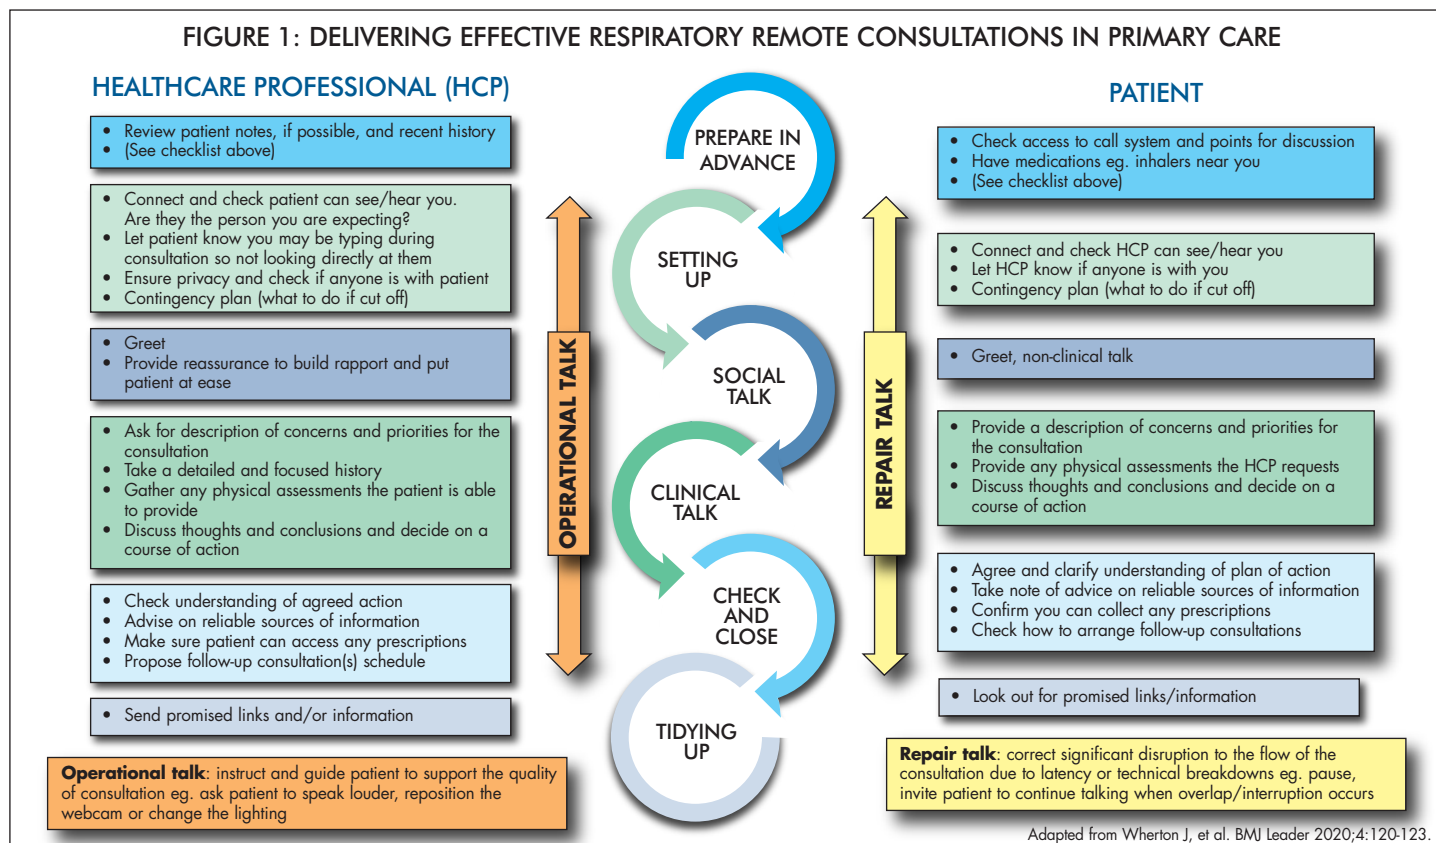 FIGURE 1: DELIVERING EFFECTIVE RESPIRATORY REMOTE CONSULTATIONS IN PRIMARY CARE
HEALTHCARE PROFESSIONAL (HCP)
• Review patient notes, if possible, and recent history
• (See checklist above)
• Connect and check patient can see/hear you.
Are they the person you are expecting?
• Let patient know you may be typing during
consultation so not looking directly at them
• Ensure privacy and check if anyone is with patient
• Contingency plan (what to do if cut off)
• Greet
• Provide reassurance to build rapport and put
patient at ease
• Ask for description of concerns and priorities for the
consultation
• Take a detailed and focused history
• Gather any physical assessments the patient is able
to provide
• Discuss thoughts and conclusions and decide on a
course of action
• Check understanding of agreed action
• Advise on reliable sources of information
• Make sure patient can access any prescriptions
• Propose follow-up consultation(s) schedule
• Send promised links and/or information
OPERATIONAL TALK
PREPARE IN
ADVANCE
SETTING
UP
SOCIAL
TALK
CLINICAL
TALK
CHECK
AND
CLOSE
TIDYING
UP
REPAIR TALK
PATIENT
• Check access to call system and points for discussion
• Have medications eg. inhalers near you
• (See checklist above)
• Connect and check HCP can see/hear you
• Let HCP know if anyone is with you
• Contingency plan (what to do if cut off)
• Greet, non-clinical talk
• Provide a description of concerns and priorities for
the consultation
• Provide any physical assessments the HCP requests
• Discuss thoughts and conclusions and decide on a
course of action
• Agree and clarify understanding of plan of action
• Take note of advice on reliable sources of information
• Confirm you can collect any prescriptions
• Check how to arrange follow-up consultations
• Look out for promised links/information
Operational talk: instruct and guide patient to support the quality
of consultation eg. ask patient to speak louder, reposition the
webcam or change the lighting
Repair talk: correct significant disruption to the flow of the
consultation due to latency or technical breakdowns eg. pause,
invite patient to continue talking when overlap/interruption occurs
Adapted from Wherton J, et al. BMJ Leader 2020;4:120-123.